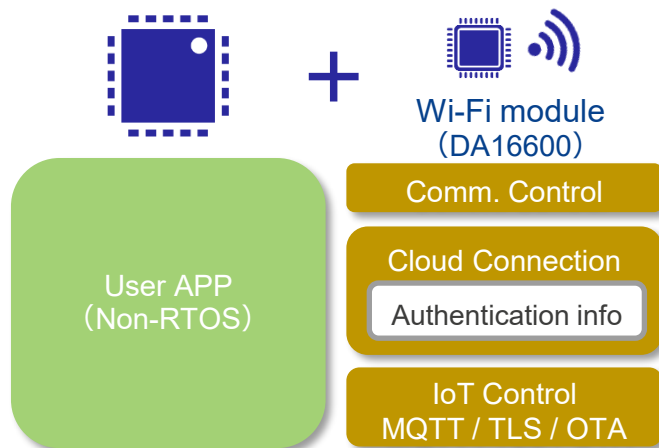 Wi-Fi module
（DA16600）
Comm. Control
Cloud Connection
Authentication info
IoT Control
MQTT / TLS / OTA
User APP
（Non-RTOS）